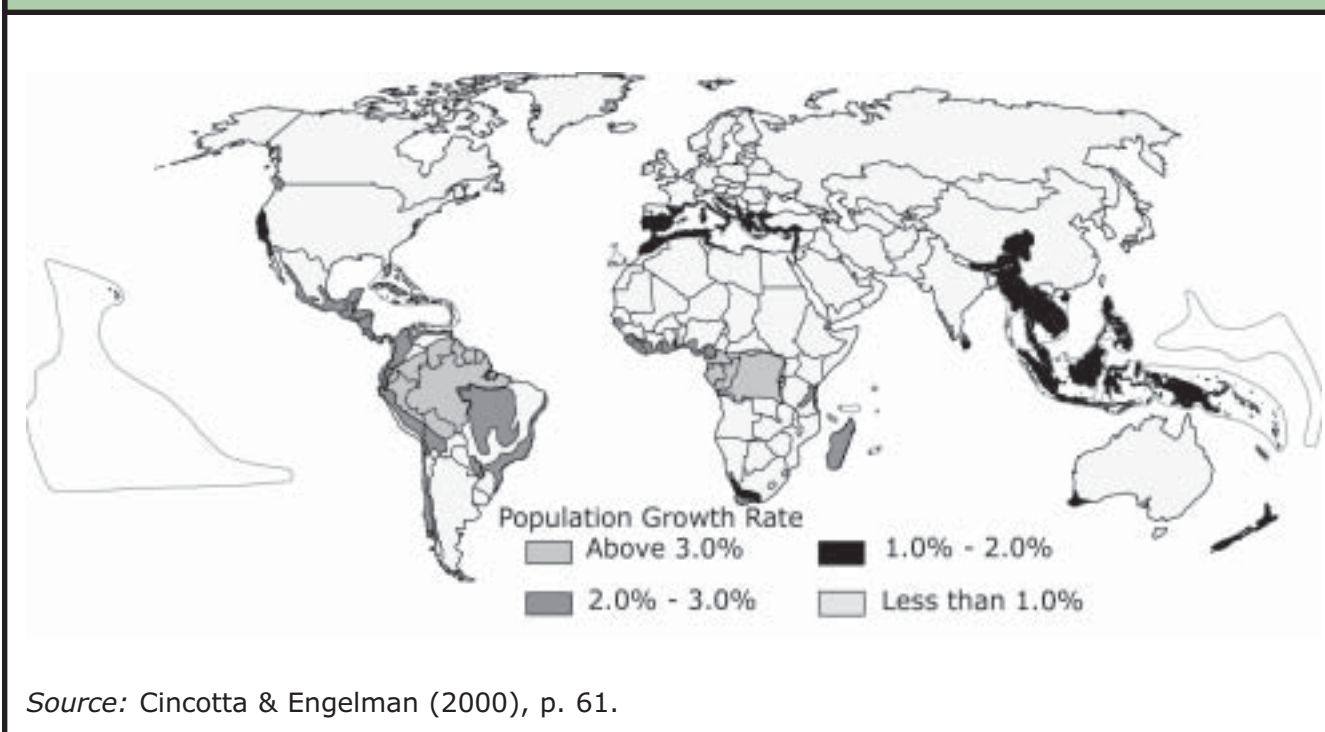 Population Growth Rate
Above 3.0%
1.0% - 2.0%
2.0% - 3.0%
Less than 1.0%
Source: Cincotta & Engelman (2000), p. 61.